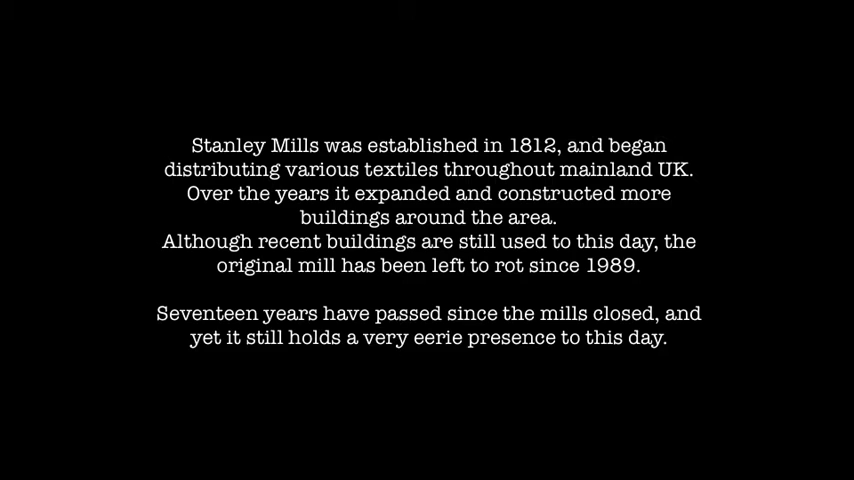 Stanley Mills was established in 1812, and began
distributing various textiles throughout mainland UK.
Over the years it expanded and constructed more
buildings around the area.
Although recent buildings are still used to this day, the
original mill has been left to rot since 1989.
Seventeen years have passed since the mills closed, and
yet it still holds a very eerie presence to this day.